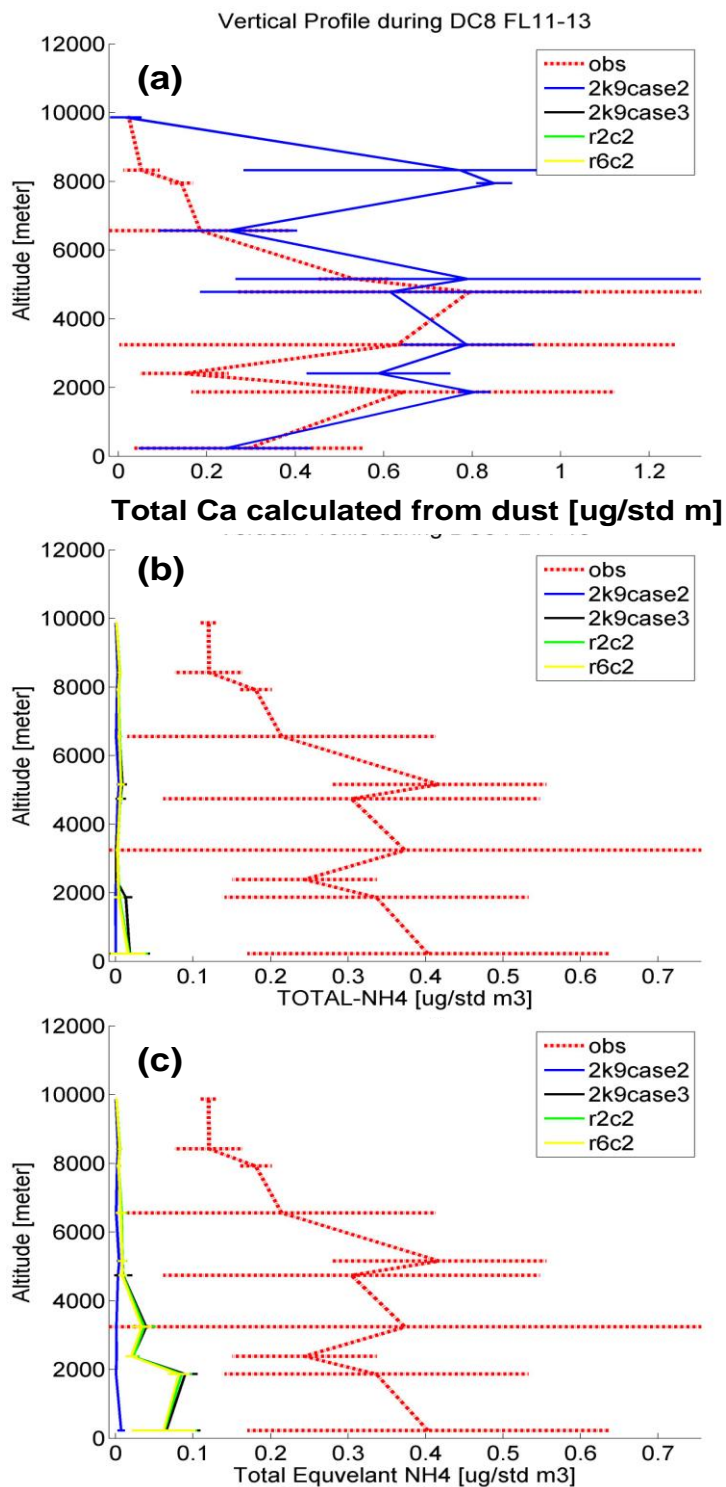 Vertical Profile during DC8 FL11-13
12000
10000
8000
6000
4000
2000
0
Altitude [meter]
(a)
obs
2k9case2
2k9case3
r2c2
r6c2
0 0.2 0.4 0.6 0.8 1 1.2
Total Ca calculated from dust [ug/std m]
12000
10000
8000
6000
4000
2000
0
Altitude [meter]
(b)
obs
2k9case2
2k9case3
r2c2
r6c2
0 0.1 0.2 0.3 0.4 0.5 0.6 0.7
TOTAL-NH4 [ug/std m3]
12000
10000
8000
6000
4000
2000
0
Altitude [meter]
(c)
obs
2k9case2
2k9case3
r2c2
r6c2
0 0.1 0.2 0.3 0.4 0.5 0.6 0.7
Total Equvelant NH4 [ug/std m3]